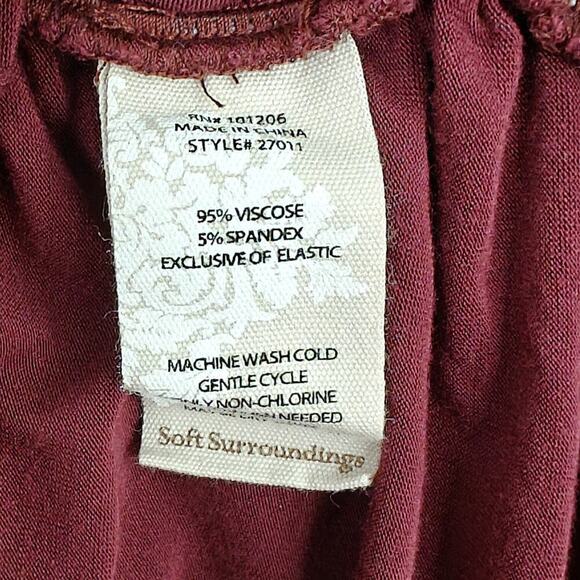 RN# 101206
MADE IN CHINA
STYLE# 27011
95% VISCOSE
5% SPANDEX
EXCLUSIVE OF ELASTIC
MACHINE WASH COLD
GENTLE CYCLE
ONLY NON-CHLORINE
NEEDED
Soft Surroundings